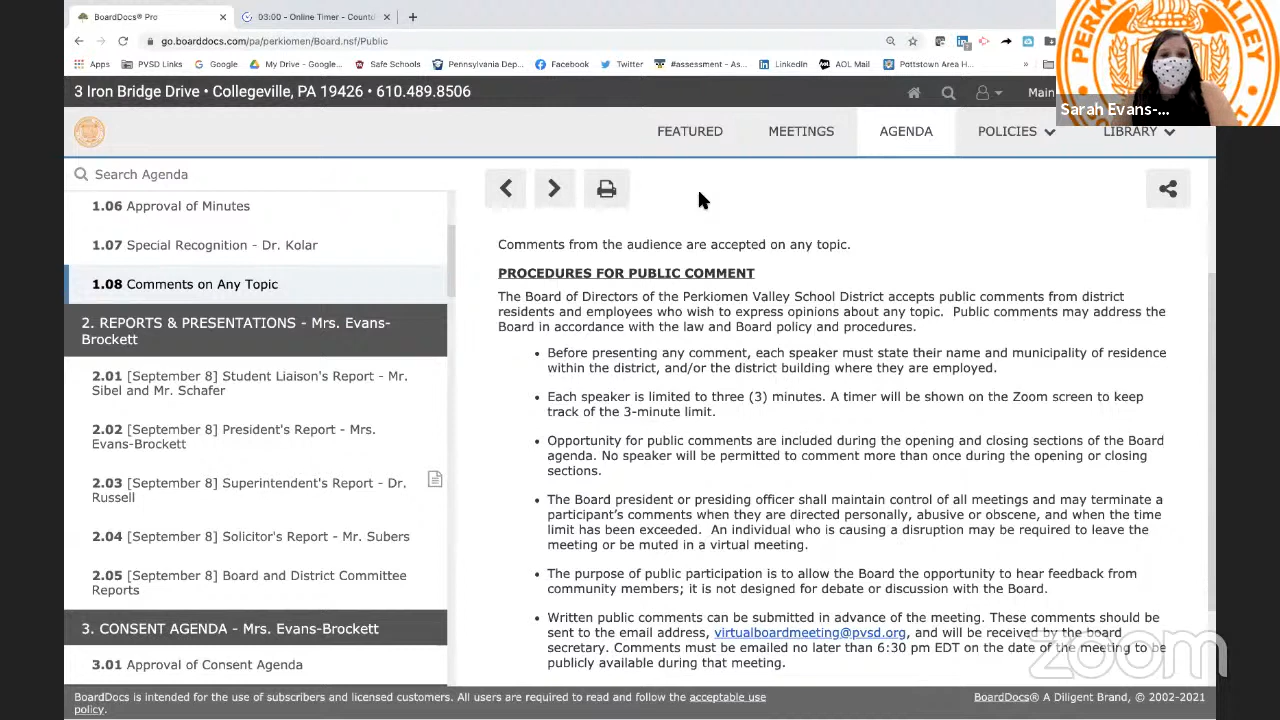 BoardDocs® Pro
03:00 - Online Timer - Countd
go.boarddocs.com/pa/perkiomen/Board.nsf/Public
Apps PVSD Links Google My Drive - Google... Safe Schools Pennsylvania Dep... Facebook Twitter #assessment - As... LinkedIn AOL Mail Pottstown Area H...
PERKIOMEN VALLEY
Sarah Evans-...
3 Iron Bridge Drive • Collegeville, PA 19426 • 610.489.8506
Main
FEATURED MEETINGS AGENDA POLICIES LIBRARY
Search Agenda
1.06 Approval of Minutes
1.07 Special Recognition - Dr. Kolar
1.08 Comments on Any Topic
2. REPORTS & PRESENTATIONS - Mrs. Evans-
Brockett
2.01 [September 8] Student Liaison's Report - Mr.
Sibel and Mr. Schafer
2.02 [September 8] President's Report - Mrs.
Evans-Brockett
2.03 [September 8] Superintendent's Report - Dr.
Russell
2.04 [September 8] Solicitor's Report - Mr. Subers
2.05 [September 8] Board and District Committee
Reports
3. CONSENT AGENDA - Mrs. Evans-Brockett
3.01 Approval of Consent Agenda
Comments from the audience are accepted on any topic.
PROCEDURES FOR PUBLIC COMMENT
The Board of Directors of the Perkiomen Valley School District accepts public comments from district
residents and employees who wish to express opinions about any topic. Public comments may address the
Board in accordance with the law and Board policy and procedures.
• Before presenting any comment, each speaker must state their name and municipality of residence
within the district, and/or the district building where they are employed.
• Each speaker is limited to three (3) minutes. A timer will be shown on the Zoom screen to keep
track of the 3-minute limit.
• Opportunity for public comments are included during the opening and closing sections of the Board
agenda. No speaker will be permitted to comment more than once during the opening or closing
sections.
• The Board president or presiding officer shall maintain control of all meetings and may terminate a
participant's comments when they are directed personally, abusive or obscene, and when the time
limit has been exceeded. An individual who is causing a disruption may be required to leave the
meeting or be muted in a virtual meeting.
• The purpose of public participation is to allow the Board the opportunity to hear feedback from
community members; it is not designed for debate or discussion with the Board.
• Written public comments can be submitted in advance of the meeting. These comments should be
sent to the email address, virtualboardmeeting@pvsd.org, and will be received by the board
secretary. Comments must be emailed no later than 6:30 pm EDT on the date of the meeting to be
publicly available during that meeting.
zoom
BoardDocs is intended for the use of subscribers and licensed customers. All users are required to read and follow the acceptable use
policy.
BoardDocs® A Diligent Brand, © 2002-2021